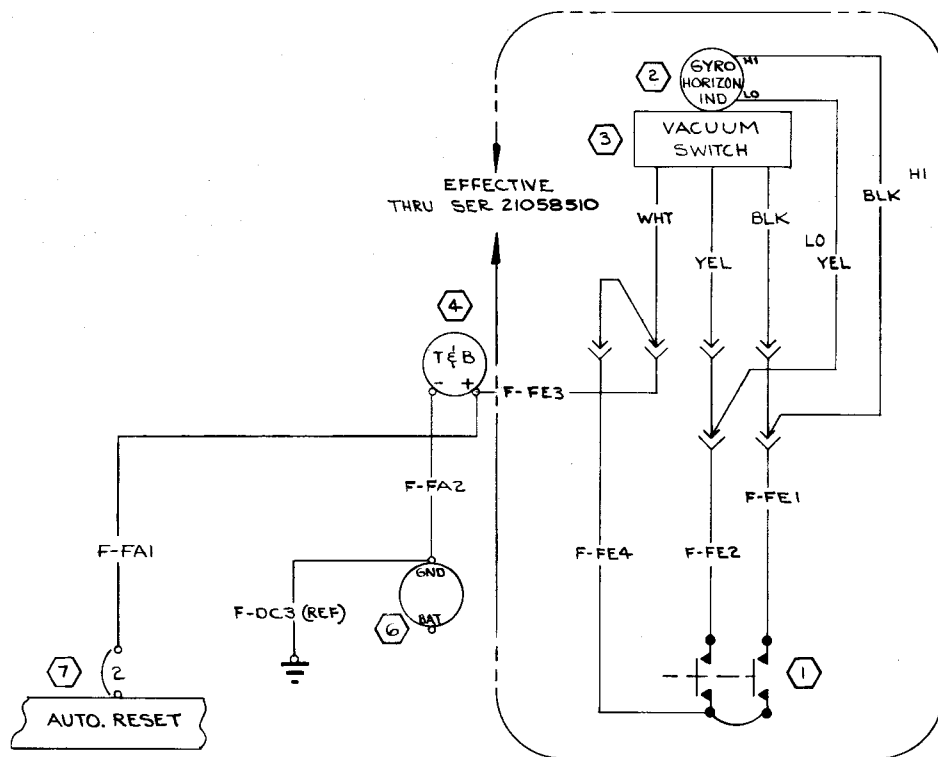 2
GYRO
HORIZON
IND
HI
LO
3
VACUUM
SWITCH
EFFECTIVE
THRU SER 21058510
WHT
YEL
BLK
LO
YEL
BLK
HI
4
T & B
- +
F-FE3
F-FA2
F-FA1
F-FE4
F-FE2
F-FE1
GND
BAT
6
F-DC3 (REF)
7
2
AUTO. RESET
1